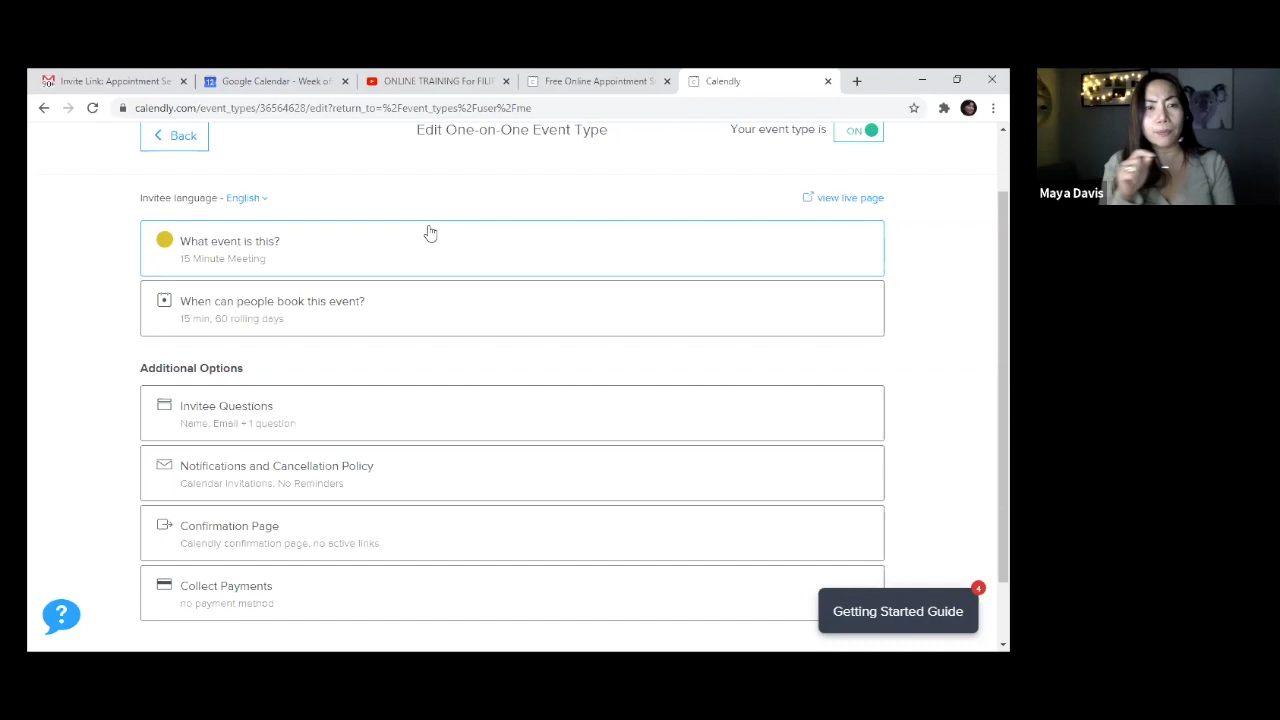 90+ Invite Link: Appointment Se
12 Google Calendar - Week of
ONLINE TRAINING For FILIP
Free Online Appointment S
Calendly
calendly.com/event_types/36564628/edit?return_to=%2Fevent_types%2Fuser%2Fme
Back
Edit One-on-One Event Type
Your event type is
ON
Invitee language - English
view live page
What event is this?
15 Minute Meeting
When can people book this event?
15 min, 60 rolling days
Additional Options
Invitee Questions
Name, Email + 1 question
Notifications and Cancellation Policy
Calendar Invitations, No Reminders
Confirmation Page
Calendly confirmation page, no active links
Collect Payments
no payment method
?
4
Getting Started Guide
Maya Davis